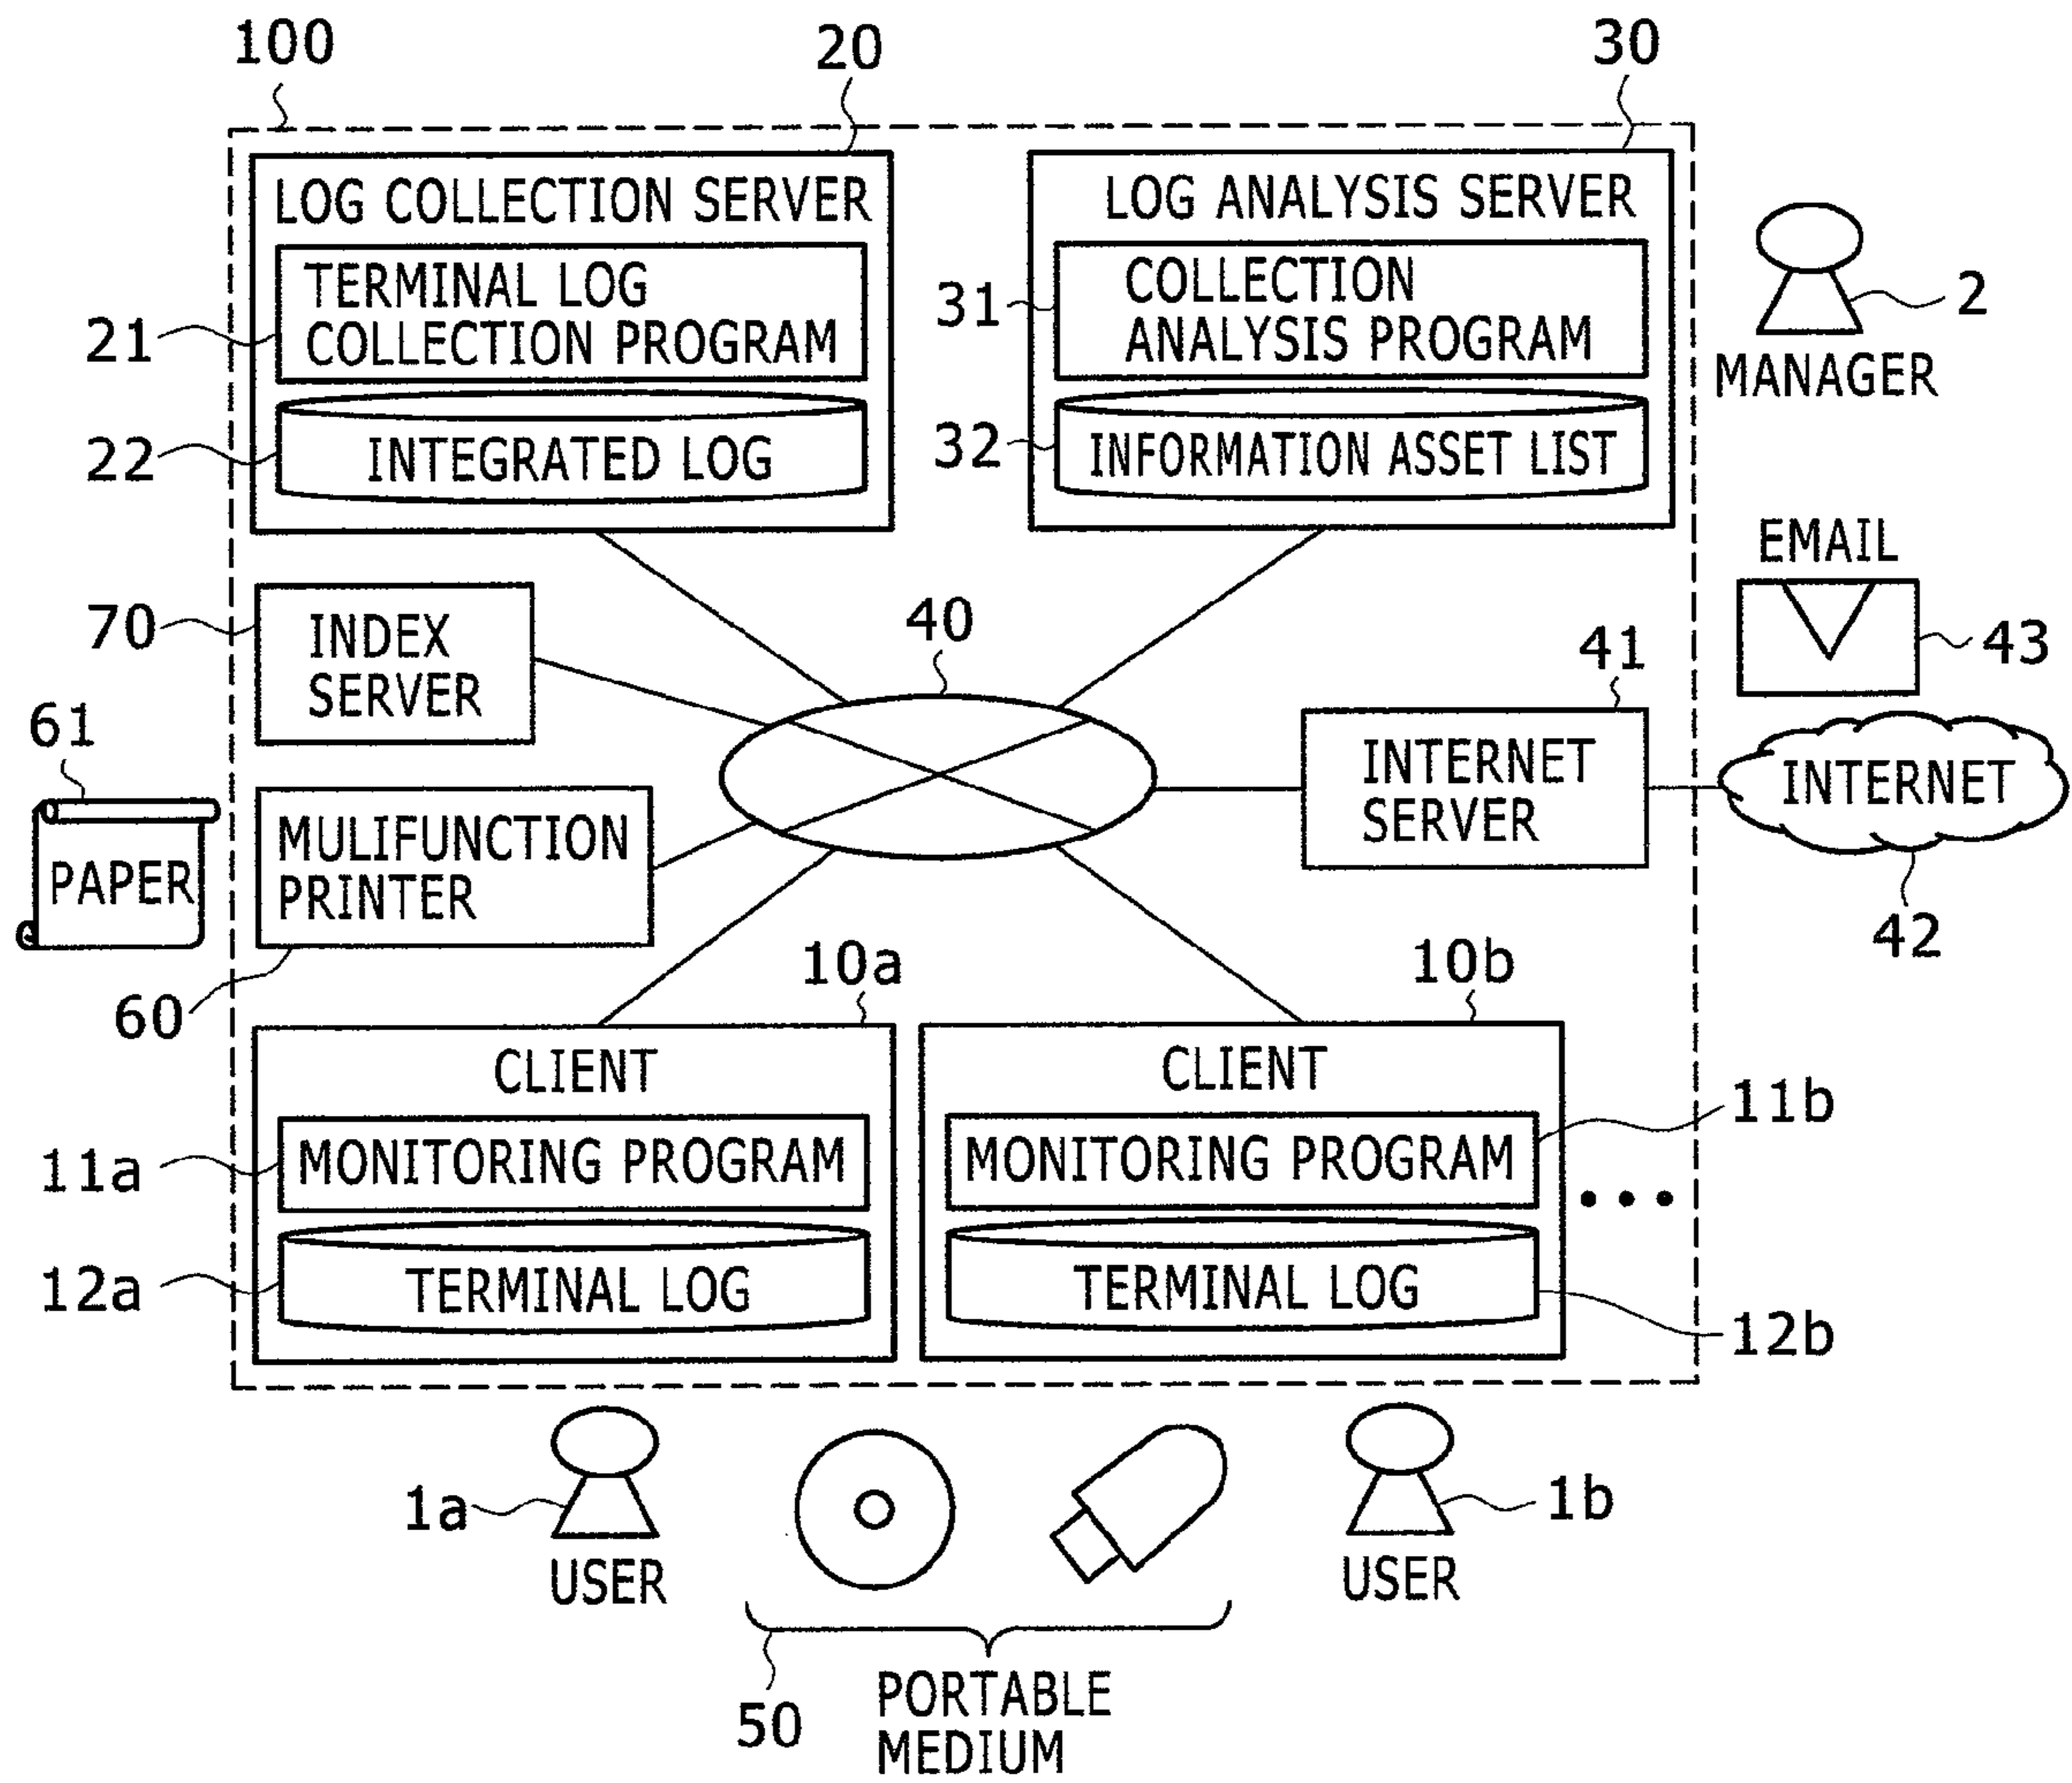 100
20
30
LOG COLLECTION SERVER
LOG ANALYSIS SERVER
21
TERMINAL LOG
COLLECTION PROGRAM
31
COLLECTION
ANALYSIS PROGRAM
2
MANAGER
22
INTEGRATED LOG
32
INFORMATION ASSET LIST
EMAIL
43
70
INDEX
SERVER
40
41
INTERNET
SERVER
INTERNET
42
61
PAPER
MULIFUNCTION
PRINTER
60
10a
10b
CLIENT
CLIENT
11a
MONITORING PROGRAM
MONITORING PROGRAM
11b
•••
12a
TERMINAL LOG
TERMINAL LOG
12b
1a
USER
1b
USER
50
PORTABLE
MEDIUM